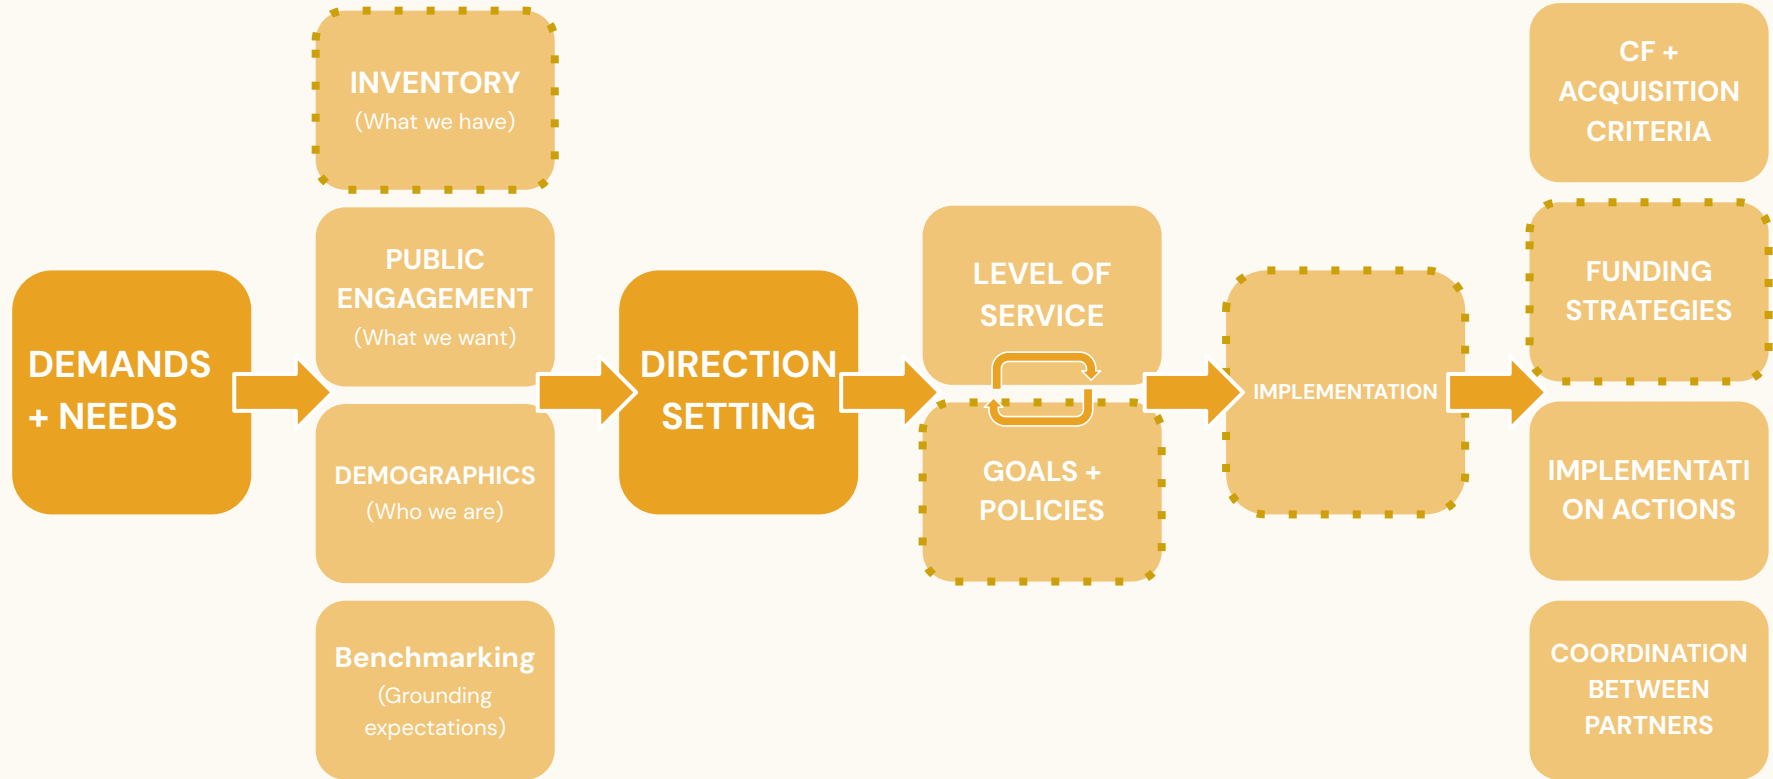 DEMANDS
+ NEEDS
INVENTORY
(What we have)
PUBLIC
ENGAGEMENT
(What we want)
DEMOGRAPHICS
(Who we are)
Benchmarking
(Grounding
expectations)
DIRECTION
SETTING
LEVEL OF
SERVICE
GOALS +
POLICIES
IMPLEMENTATION
CF +
ACQUISITION
CRITERIA
FUNDING
STRATEGIES
IMPLEMENTATI
ON ACTIONS
COORDINATION
BETWEEN
PARTNERS